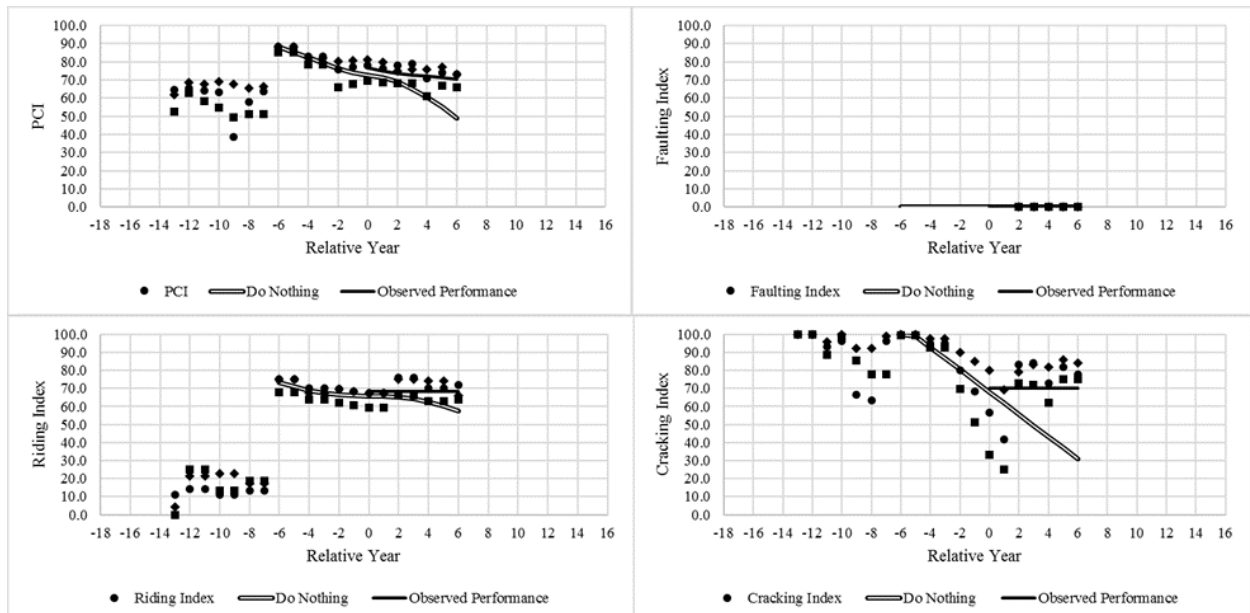 100.0
90.0
80.0
70.0
60.0
50.0
40.0
30.0
20.0
10.0
0.0
PCI
-18 -16 -14 -12 -10 -8 -6 -4 -2 0 2 4 6 8 10 12 14 16
Relative Year
PCI Do Nothing Observed Performance
100.0
90.0
80.0
70.0
60.0
50.0
40.0
30.0
20.0
10.0
0.0
Faulting Index
-18 -16 -14 -12 -10 -8 -6 -4 -2 0 2 4 6 8 10 12 14 16
Relative Year
Faulting Index Do Nothing Observed Performance
100.0
90.0
80.0
70.0
60.0
50.0
40.0
30.0
20.0
10.0
0.0
Riding Index
-18 -16 -14 -12 -10 -8 -6 -4 -2 0 2 4 6 8 10 12 14 16
Relative Year
Riding Index Do Nothing Observed Performance
100.0
90.0
80.0
70.0
60.0
50.0
40.0
30.0
20.0
10.0
0.0
Cracking Index
-18 -16 -14 -12 -10 -8 -6 -4 -2 0 2 4 6 8 10 12 14 16
Relative Year
Cracking Index Do Nothing Observed Performance